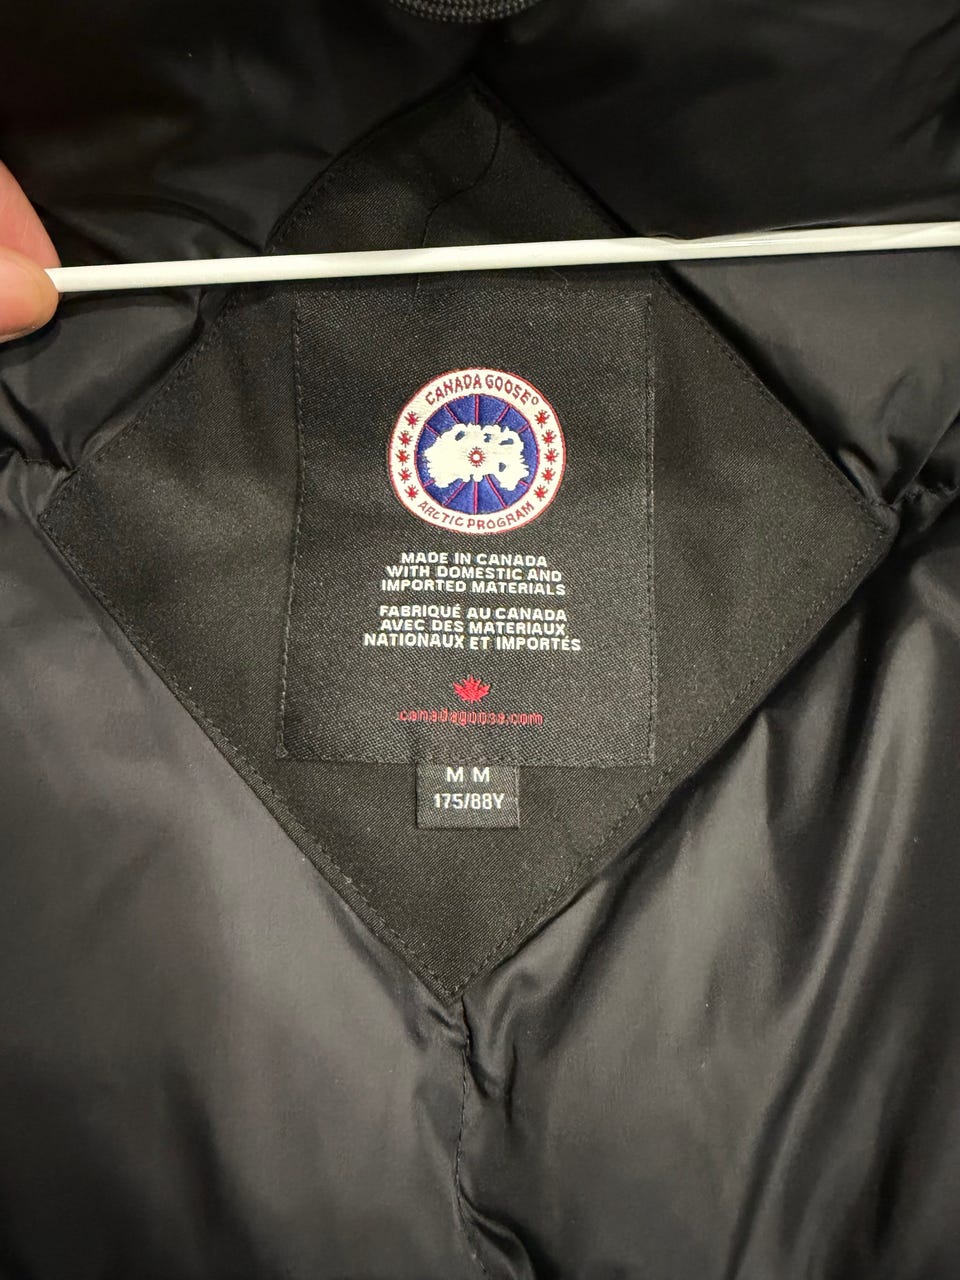 CANADA GOOSE®
ARCTIC PROGRAM
MADE IN CANADA
WITH DOMESTIC AND
IMPORTED MATERIALS
FABRIQUÉ AU CANADA
AVEC DES MATERIAUX
NATIONAUX ET IMPORTÉS
canadagoose.com
M M
175/88Y